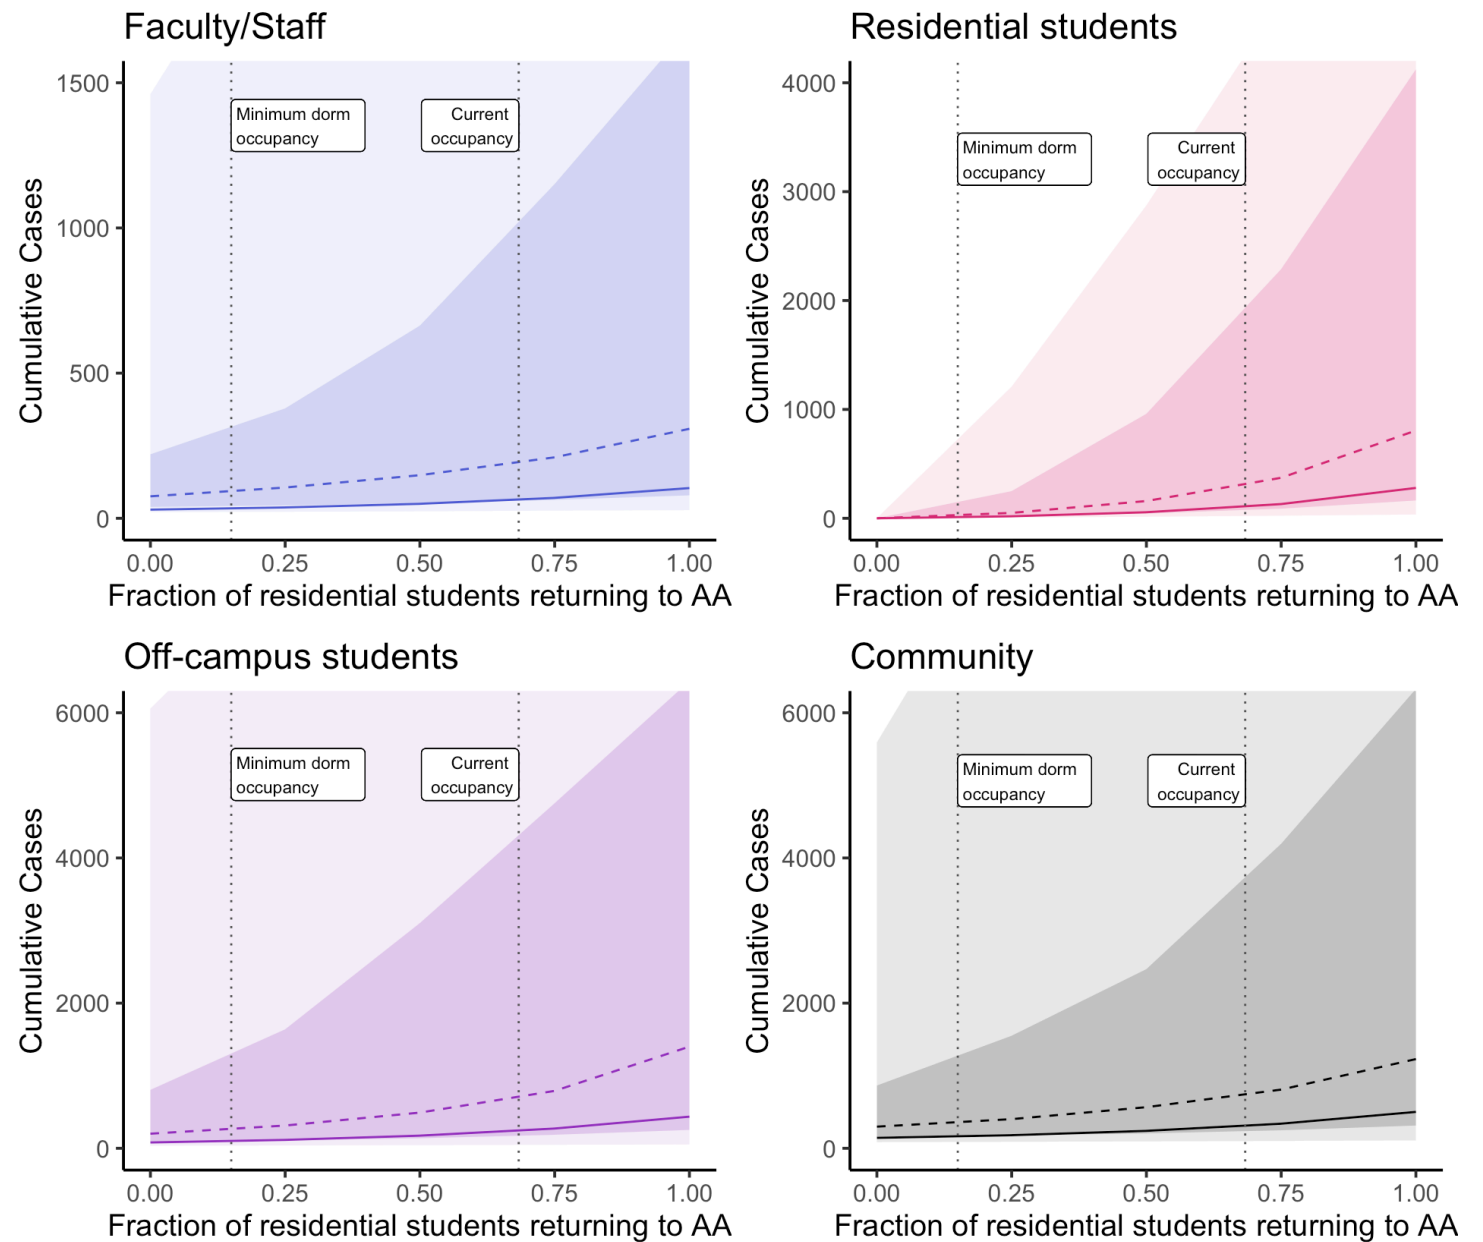 Faculty/Staff
1500
1000
500
0
Cumulative Cases
Minimum dorm
occupancy
Current
occupancy
0.00 0.25 0.50 0.75 1.00
Fraction of residential students returning to AA
Residential students
4000
3000
2000
1000
0
Cumulative Cases
Minimum dorm
occupancy
Current
occupancy
0.00 0.25 0.50 0.75 1.00
Fraction of residential students returning to AA
Off-campus students
6000
4000
2000
0
Cumulative Cases
Minimum dorm
occupancy
Current
occupancy
0.00 0.25 0.50 0.75 1.00
Fraction of residential students returning to AA
Community
6000
4000
2000
0
Cumulative Cases
Minimum dorm
occupancy
Current
occupancy
0.00 0.25 0.50 0.75 1.00
Fraction of residential students returning to AA